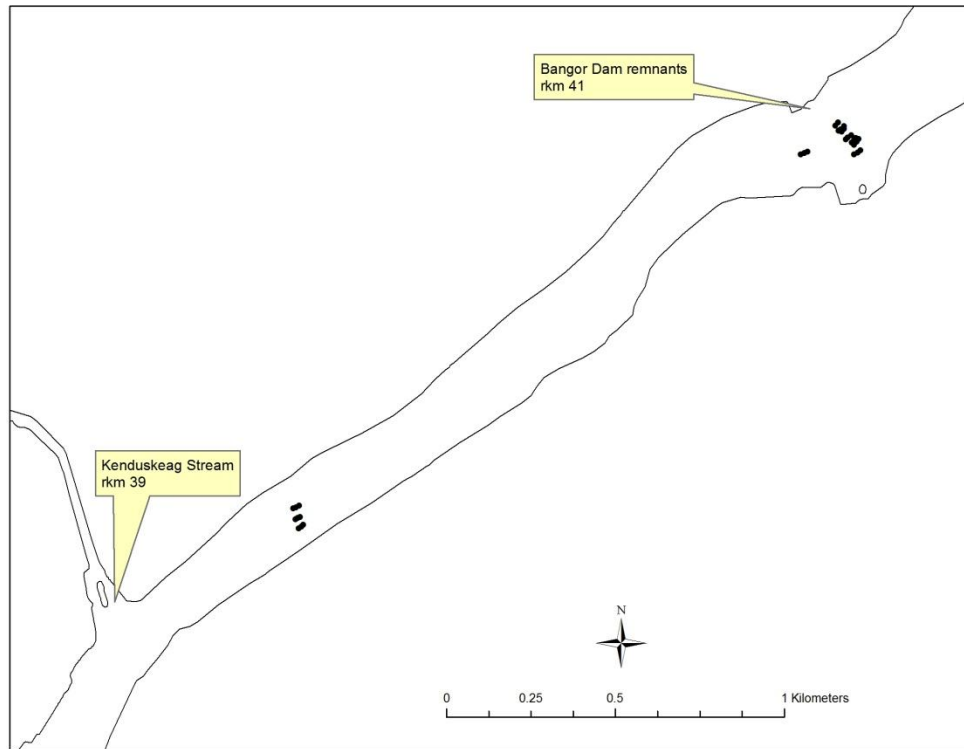 Bangor Dam remnants
rkm 41
Kenduskeag Stream
rkm 39
N
0 0.25 0.5 1 Kilometers